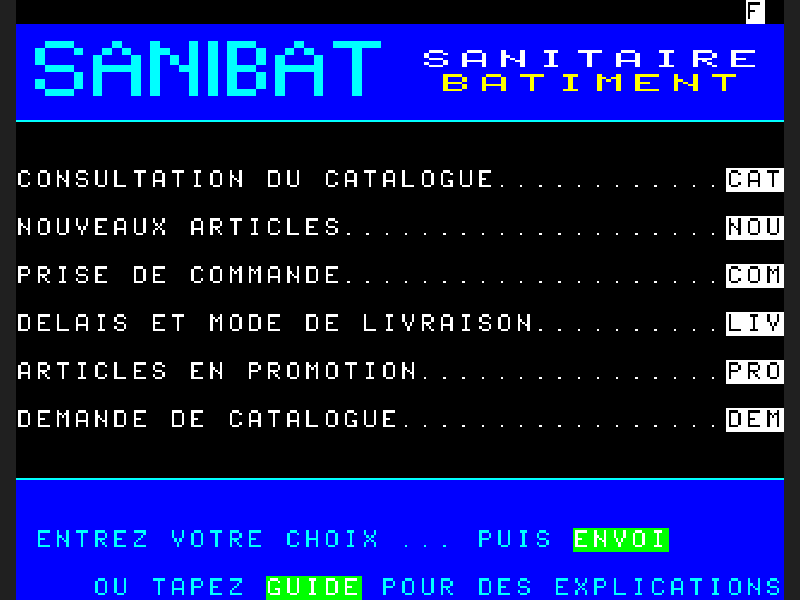 F
SANIBAT SANITAIRE
BATIMENT
CONSULTATION DU CATALOGUE............CAT
NOUVEAUX ARTICLES....................NOU
PRISE DE COMMANDE....................COM
DELAIS ET MODE DE LIVRAISON..........LIV
ARTICLES EN PROMOTION................PRO
DEMANDE DE CATALOGUE.................DEM
ENTREZ VOTRE CHOIX ... PUIS ENVOI
OU TAPEZ GUIDE POUR DES EXPLICATIONS